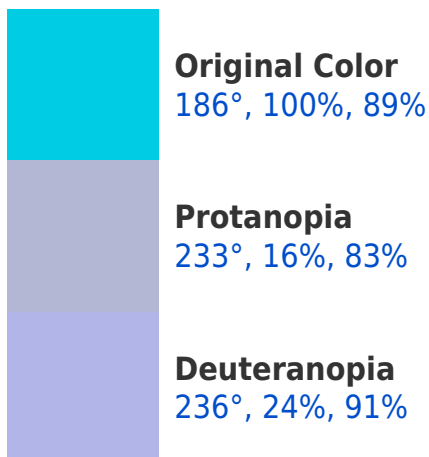 Original Color
186°, 100%, 89%
Protanopia
233°, 16%, 83%
Deuteranopia
236°, 24%, 91%